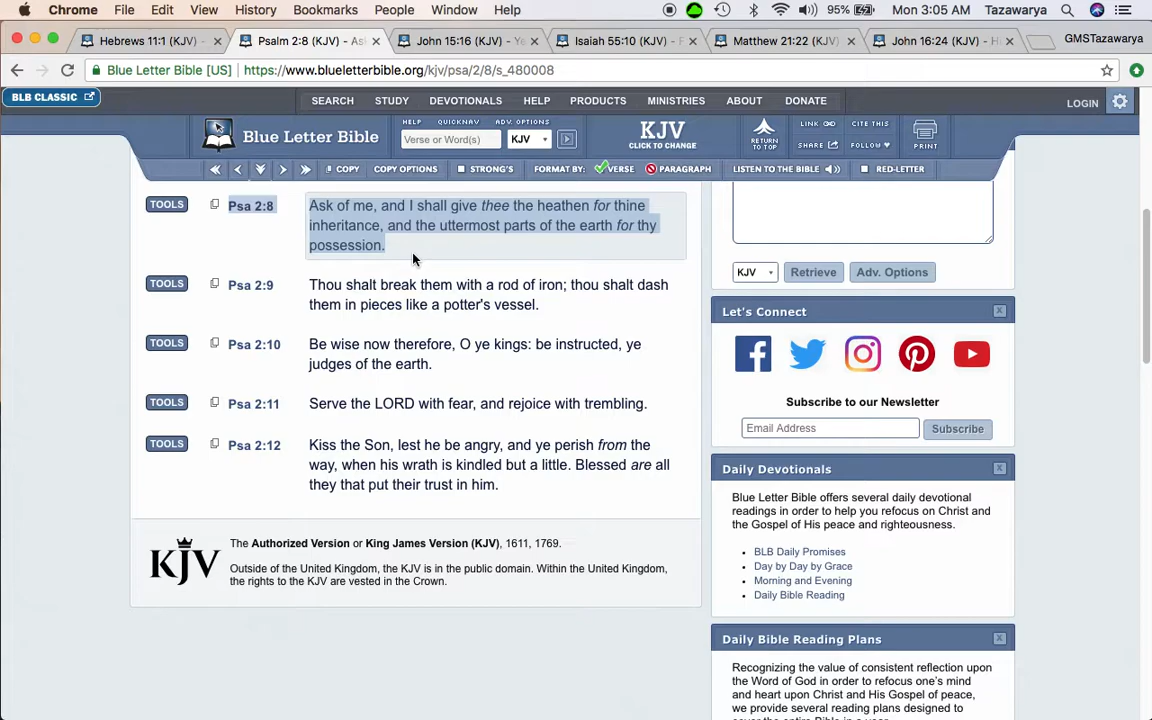 Chrome File Edit View History Bookmarks People Window Help 95% Mon 3:05 AM Tazawarya
Hebrews 11:1 (KJV) - Psalm 2:8 (KJV) - As John 15:16 (KJV) - Ye Isaiah 55:10 (KJV) - F Matthew 21:22 (KJV) John 16:24 (KJV) - H GMSTazawarya
Blue Letter Bible [US] https://www.blueletterbible.org/kjv/psa/2/8/s_480008
BLB CLASSIC
SEARCH STUDY DEVOTIONALS HELP PRODUCTS MINISTRIES ABOUT DONATE LOGIN
HELP QUICKNAV ADV. OPTIONS
Blue Letter Bible Verse or Word(s) KJV
KJV
CLICK TO CHANGE
RETURN
TO TOP
LINK CITE THIS
SHARE FOLLOW
PRINT
COPY COPY OPTIONS STRONG'S FORMAT BY: VERSE PARAGRAPH LISTEN TO THE BIBLE RED-LETTER
TOOLS Psa 2:8 Ask of me, and I shall give thee the heathen for thine
inheritance, and the uttermost parts of the earth for thy
possession.
TOOLS Psa 2:9 Thou shalt break them with a rod of iron; thou shalt dash
them in pieces like a potter's vessel.
TOOLS Psa 2:10 Be wise now therefore, O ye kings: be instructed, ye
judges of the earth.
TOOLS Psa 2:11 Serve the LORD with fear, and rejoice with trembling.
TOOLS Psa 2:12 Kiss the Son, lest he be angry, and ye perish from the
way, when his wrath is kindled but a little. Blessed are all
they that put their trust in him.
KJV
The Authorized Version or King James Version (KJV), 1611, 1769.
Outside of the United Kingdom, the KJV is in the public domain. Within the United Kingdom,
the rights to the KJV are vested in the Crown.
KJV Retrieve Adv. Options
Let's Connect
Subscribe to our Newsletter
Email Address Subscribe
Daily Devotionals
Blue Letter Bible offers several daily devotional
readings in order to help you refocus on Christ and
the Gospel of His peace and righteousness.
BLB Daily Promises
Day by Day by Grace
Morning and Evening
Daily Bible Reading
Daily Bible Reading Plans
Recognizing the value of consistent reflection upon
the Word of God in order to refocus one's mind
and heart upon Christ and His Gospel of peace,
we provide several reading plans designed to